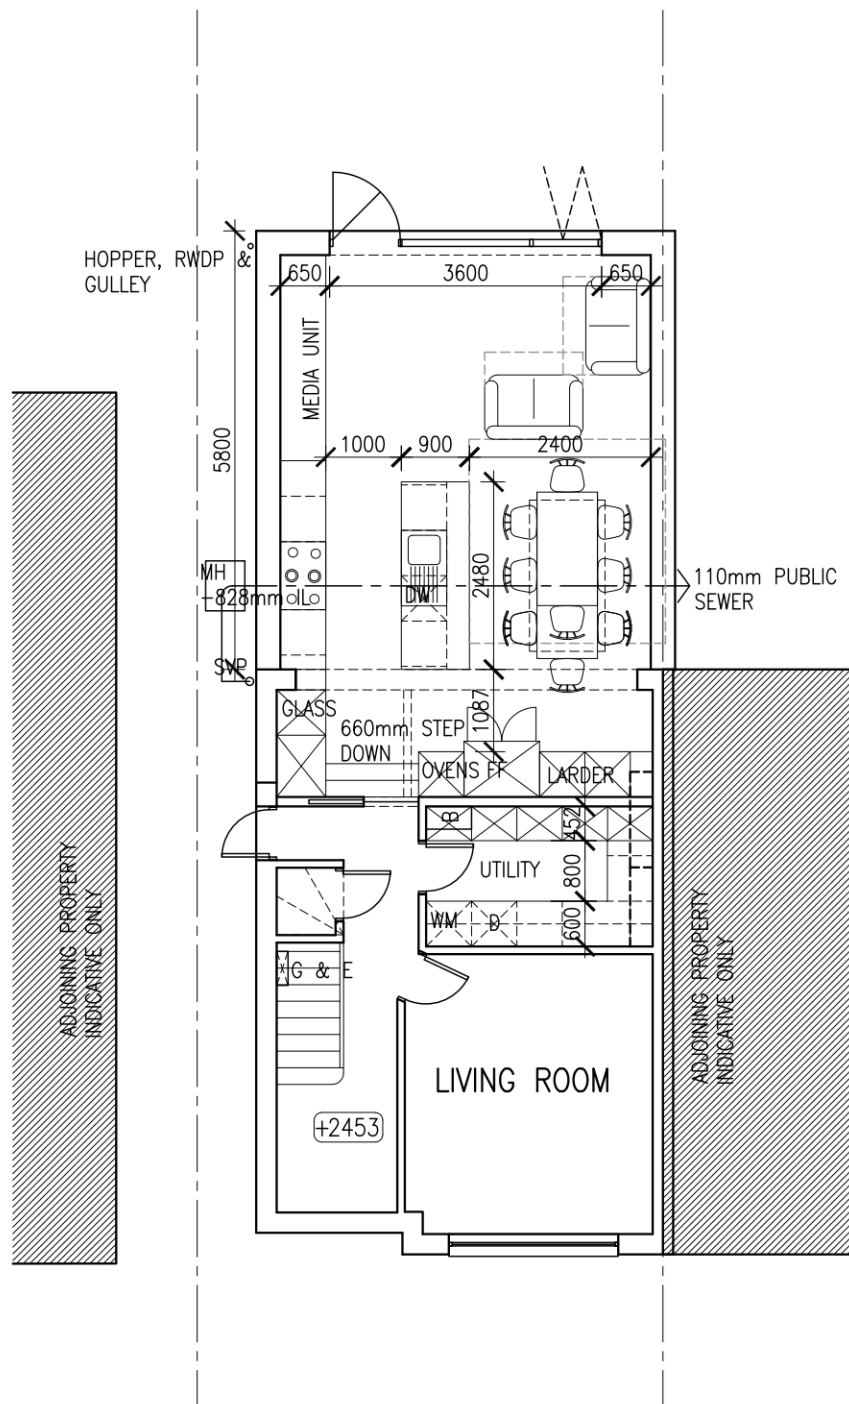 HOPPER, RWDP &
GULLEY
650
3600
650
MEDIA UNIT
5800
1000
900
2400
MH
-828mm IL
DW
2480
110mm PUBLIC
SEWER
SVP
GLASS
660mm STEP
DOWN
1087
OVENS FF
LARDER
B
452
UTILITY
800
WM
D
600
G & E
ADJOINING PROPERTY
INDICATIVE ONLY
ADJOINING PROPERTY
INDICATIVE ONLY
LIVING ROOM
+2453